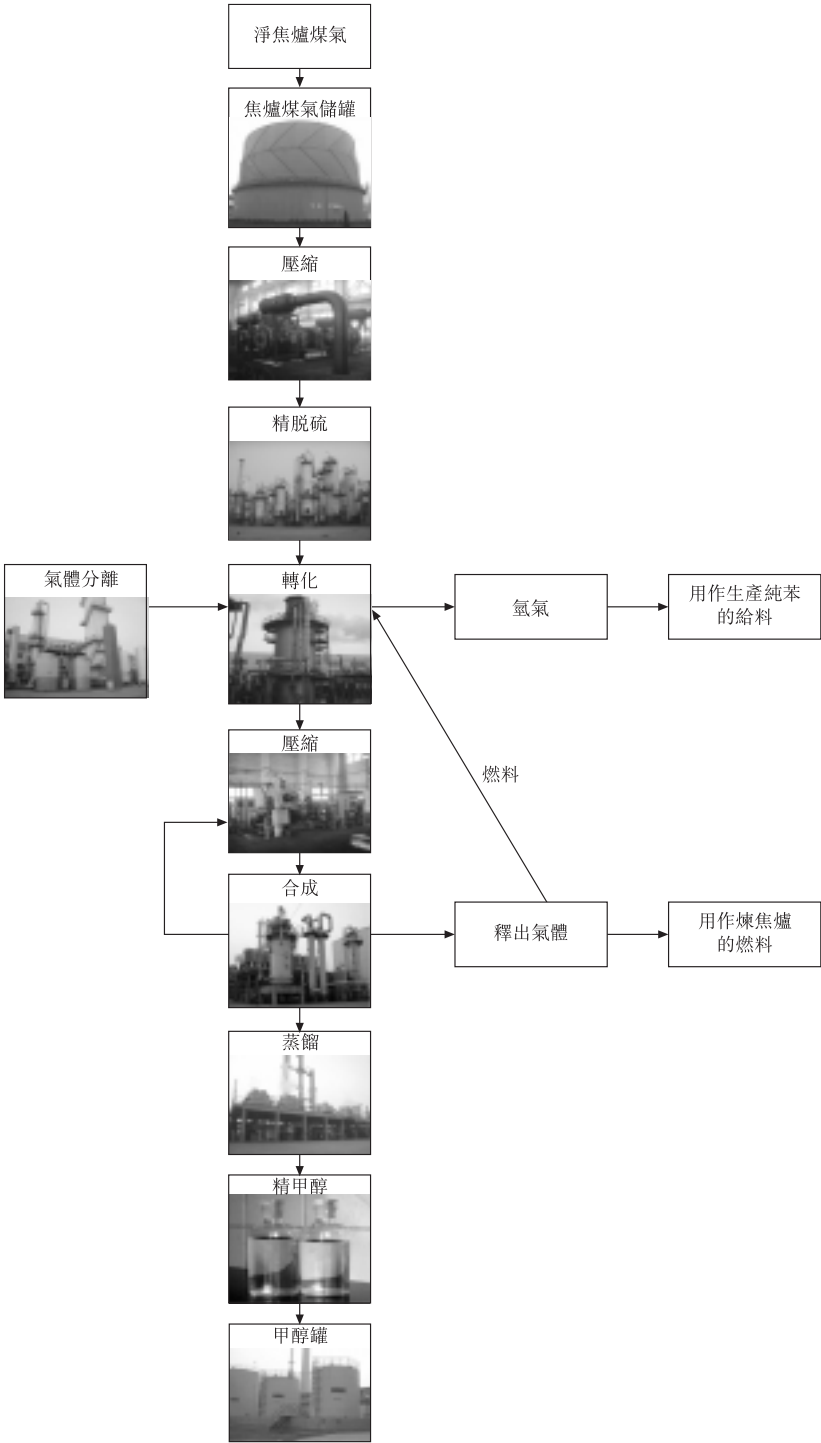 淨焦爐煤氣
焦爐煤氣儲罐
壓縮
精脫硫
氣體分離
轉化
氫氣
用作生產純苯
的給料
壓縮
燃料
合成
釋出氣體
用作煉焦爐
的燃料
蒸餾
精甲醇
甲醇罐